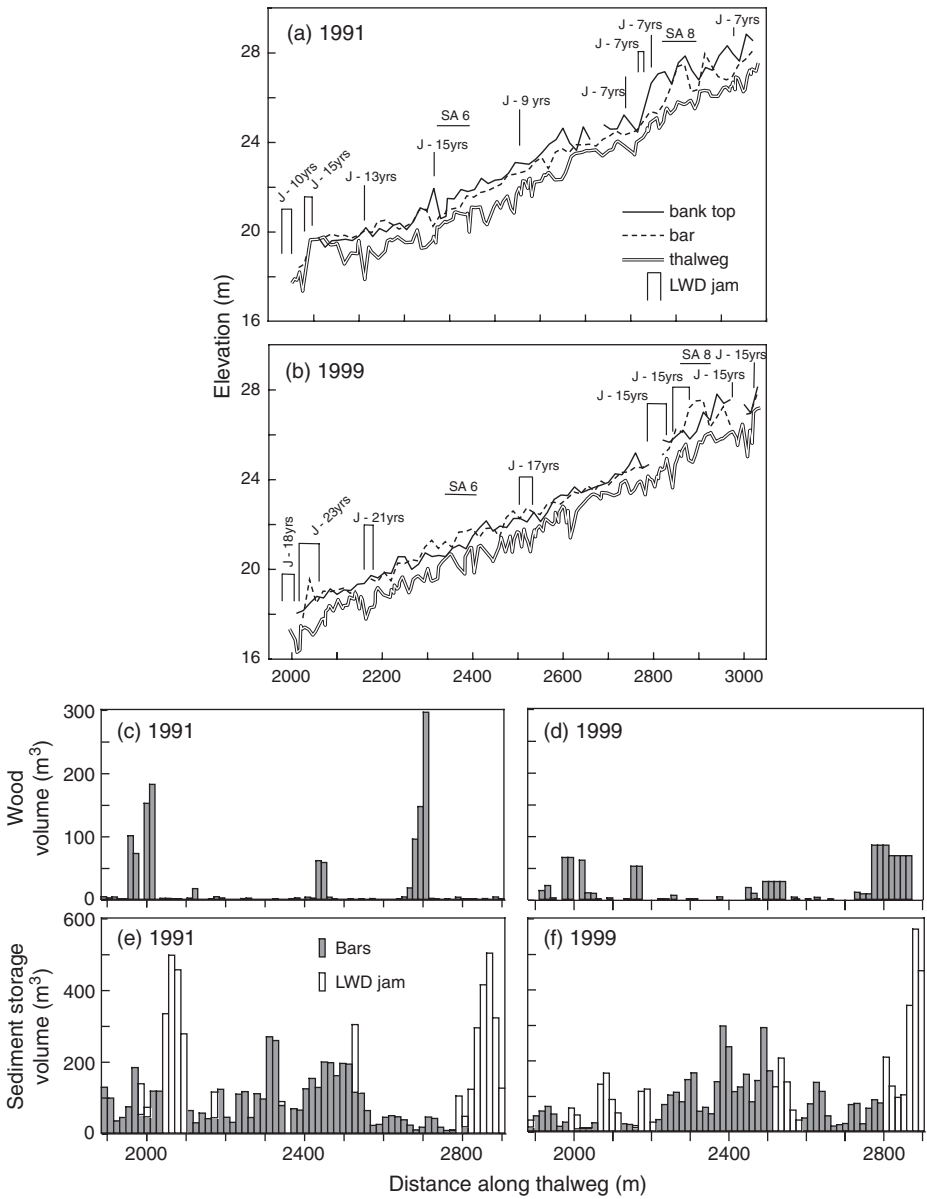 (a) 1991
J - 7yrs
J - 7yrs
SA 8
J - 7yrs
J - 7yrs
J - 9 yrs
SA 6
J - 15yrs
J - 13yrs
J - 15yrs
J - 10yrs
28
24
20
16
bank top
bar
thalweg
LWD jam
Elevation (m)
(b) 1999
SA 8
J - 15yrs
J - 15yrs
J - 15yrs
J - 15yrs
J - 17yrs
SA 6
J - 21yrs
J - 23yrs
J - 18yrs
28
24
20
16
2000 2200 2400 2600 2800 3000
(c) 1991
(d) 1999
Wood volume (m3)
300
200
100
0
(e) 1991
Bars
LWD jam
(f) 1999
Sediment storage volume (m3)
600
400
200
0
2000 2400 2800
2000 2400 2800
Distance along thalweg (m)